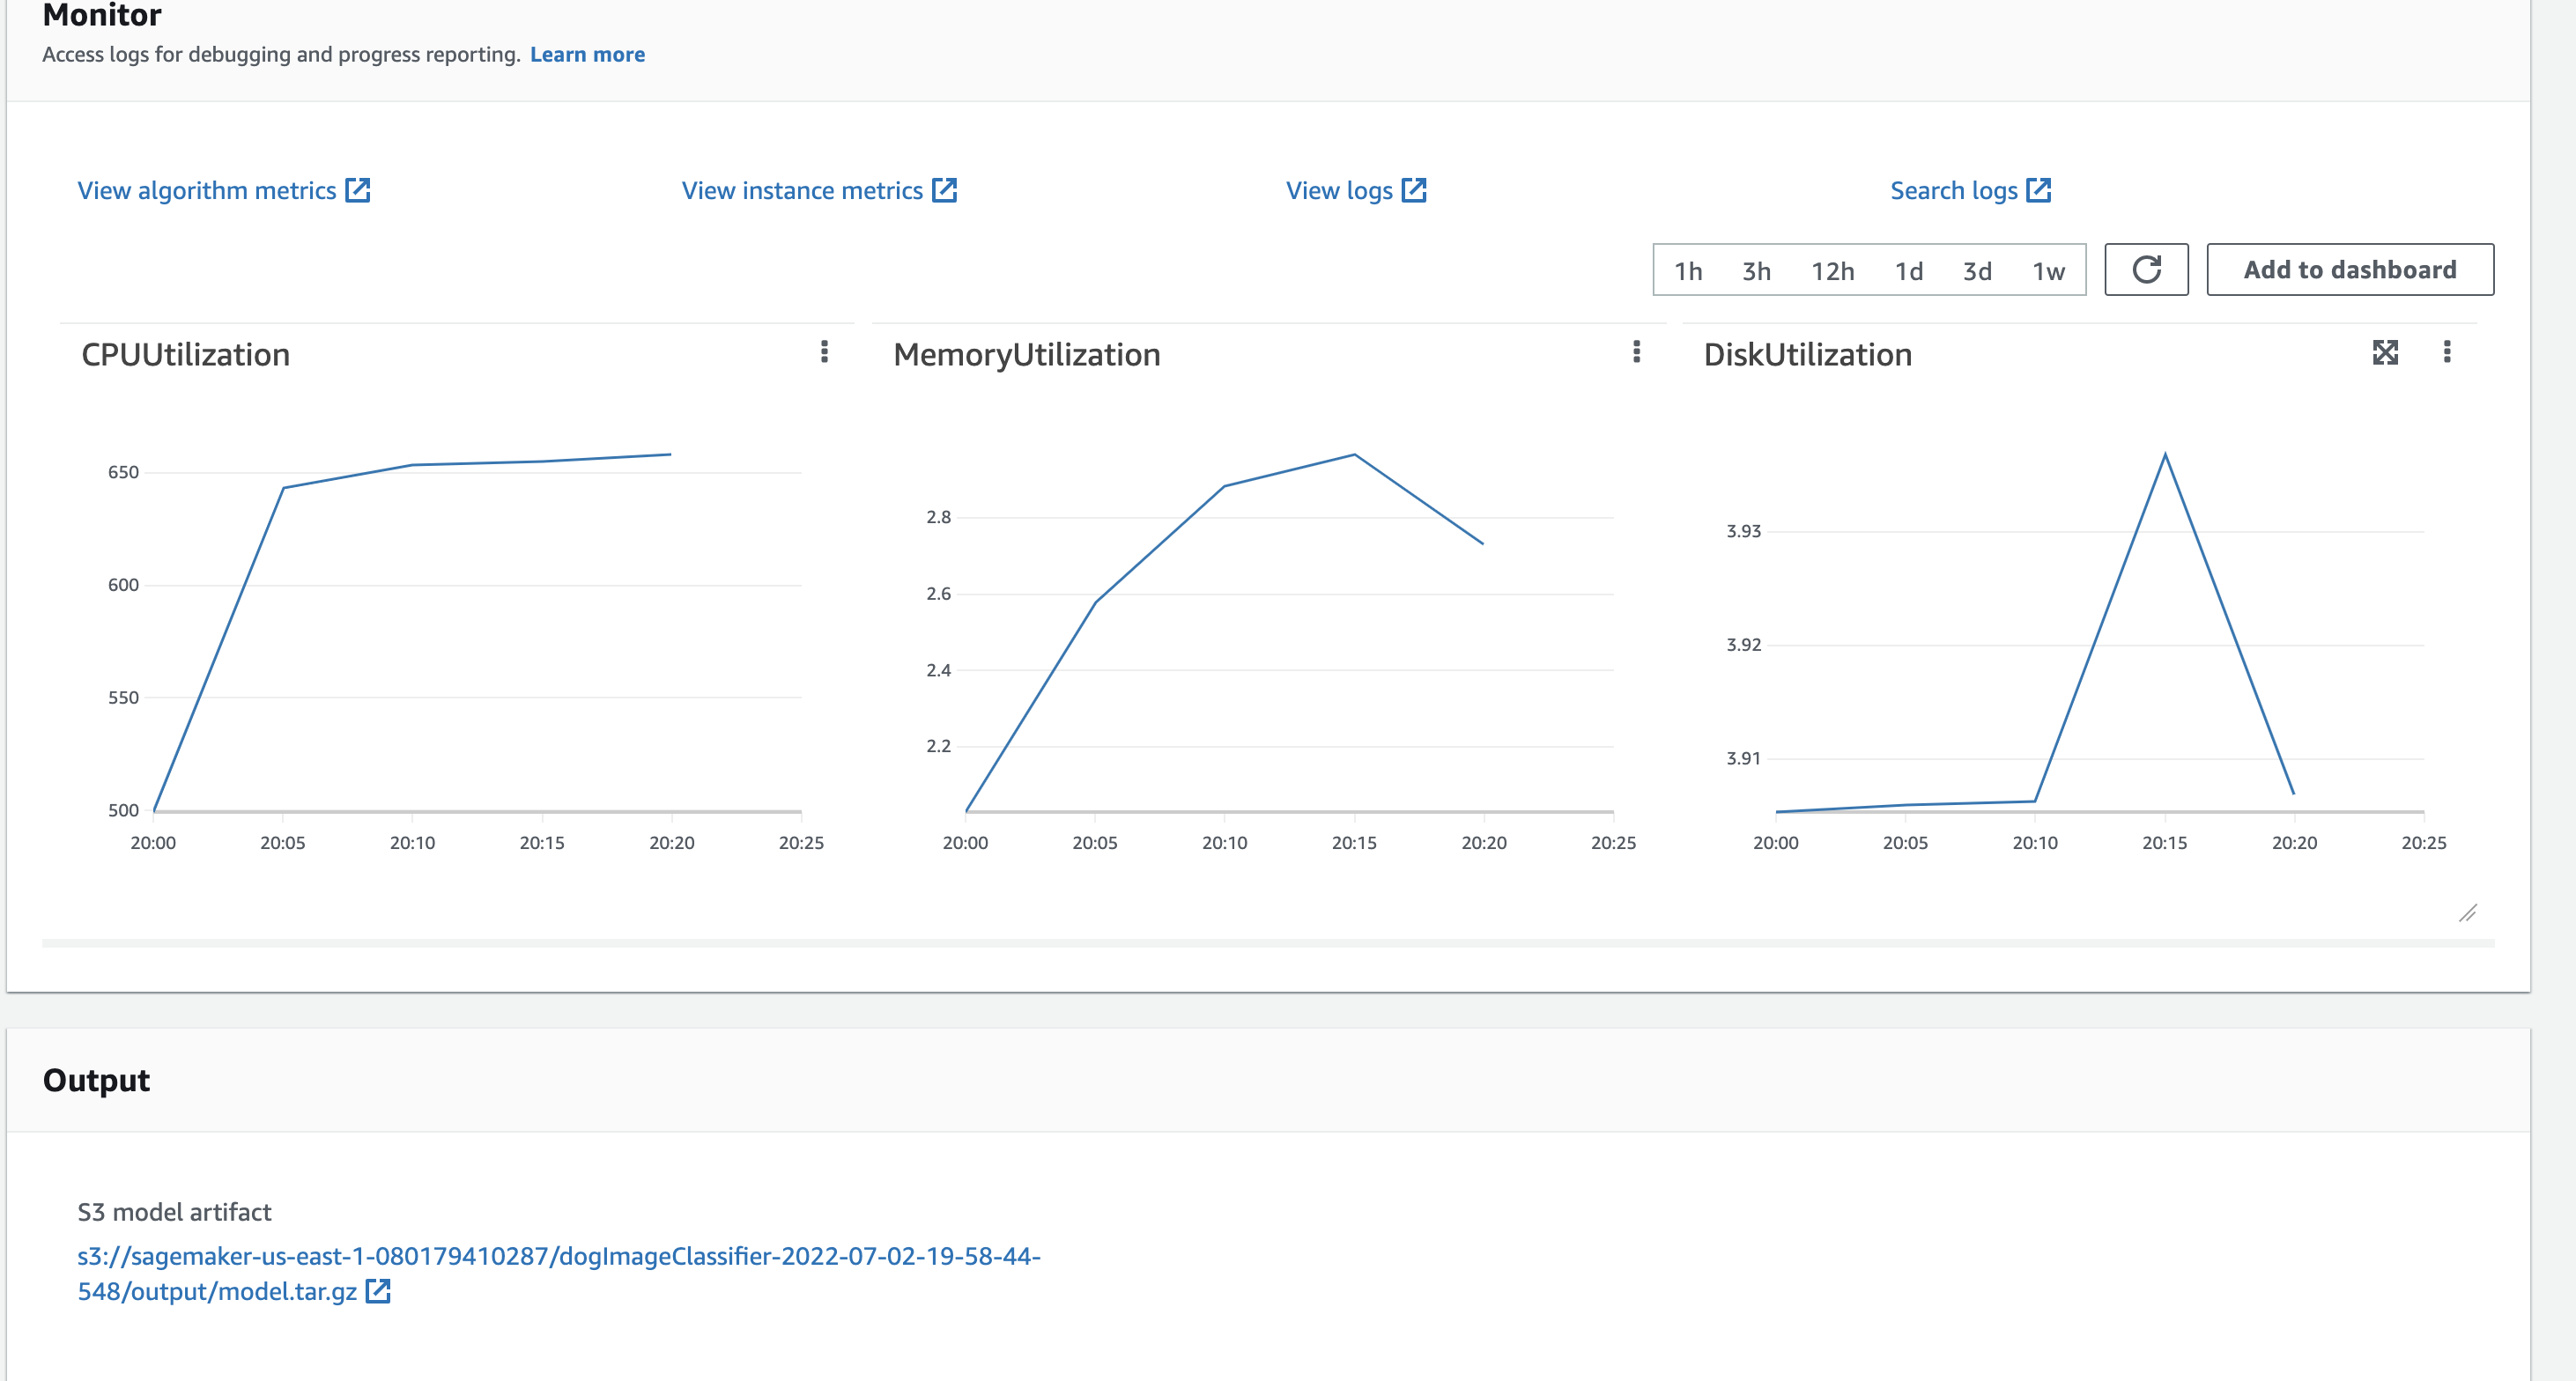 Monitor
Access logs for debugging and progress reporting. Learn more
View algorithm metrics
View instance metrics
View logs
Search logs
1h 3h 12h 1d 3d 1w
Add to dashboard
CPUUtilization
650
600
550
500
20:00 20:05 20:10 20:15 20:20 20:25
MemoryUtilization
2.8
2.6
2.4
2.2
20:00 20:05 20:10 20:15 20:20 20:25
DiskUtilization
3.93
3.92
3.91
20:00 20:05 20:10 20:15 20:20 20:25
Output
S3 model artifact
s3://sagemaker-us-east-1-080179410287/dogImageClassifier-2022-07-02-19-58-44-
548/output/model.tar.gz